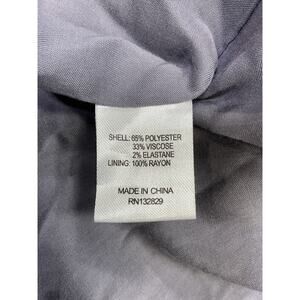 SHELL: 65% POLYESTER
33% VISCOSE
2% ELASTANE
LINING: 100% RAYON
MADE IN CHINA
RN132829